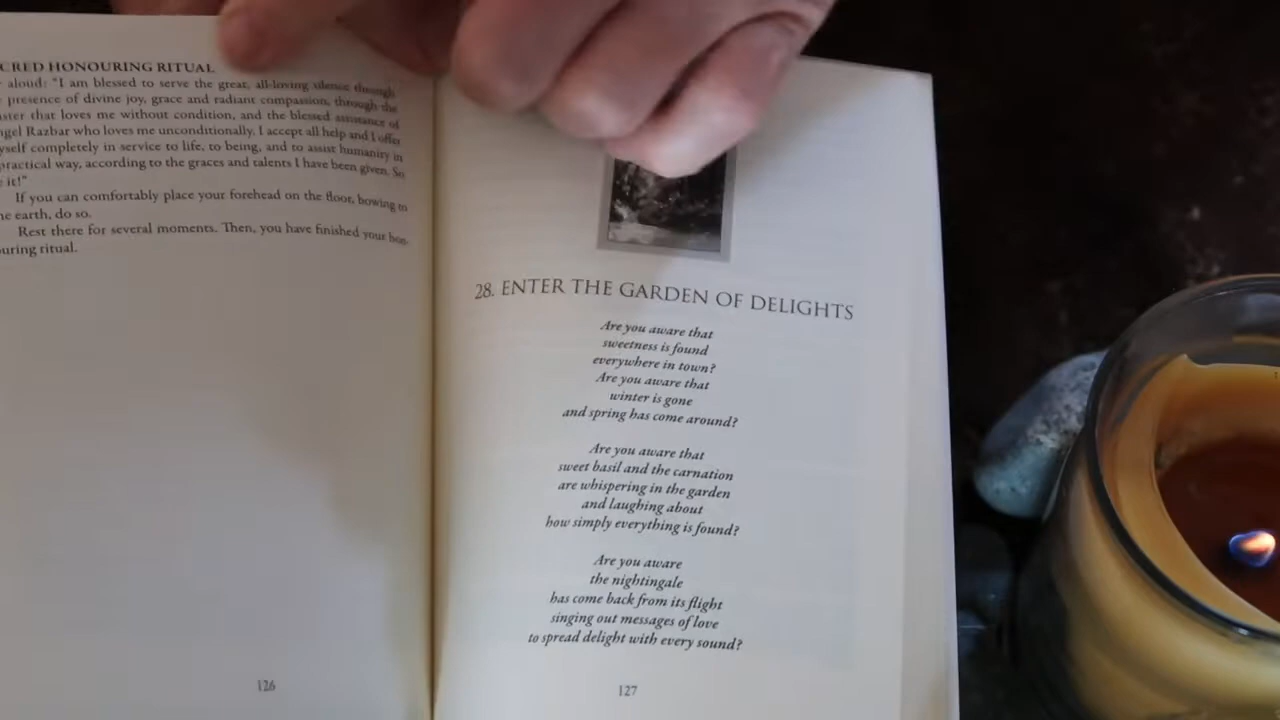 CRED HONOURING RITUAL
aloud: "I am blessed to serve the great, all-loving silence through
presence of divine joy, grace and radiant compassion, through the
ster that loves me without condition, and the blessed assistance of
ngel Razbar who loves me unconditionally. I accept all help and I offer
yself completely in service to life, to being, and to assist humanity in
practical way, according to the graces and talents I have been given. So
it!"
If you can comfortably place your forehead on the floor, bowing to
he earth, do so.
Rest there for several moments. Then, you have finished your hon-
ouring ritual.
126
28. ENTER THE GARDEN OF DELIGHTS
Are you aware that
sweetness is found
everywhere in town?
Are you aware that
winter is gone
and spring has come around?
Are you aware that
sweet basil and the carnation
are whispering in the garden
and laughing about
how simply everything is found?
Are you aware
the nightingale
has come back from its flight
singing out messages of love
to spread delight with every sound?
127